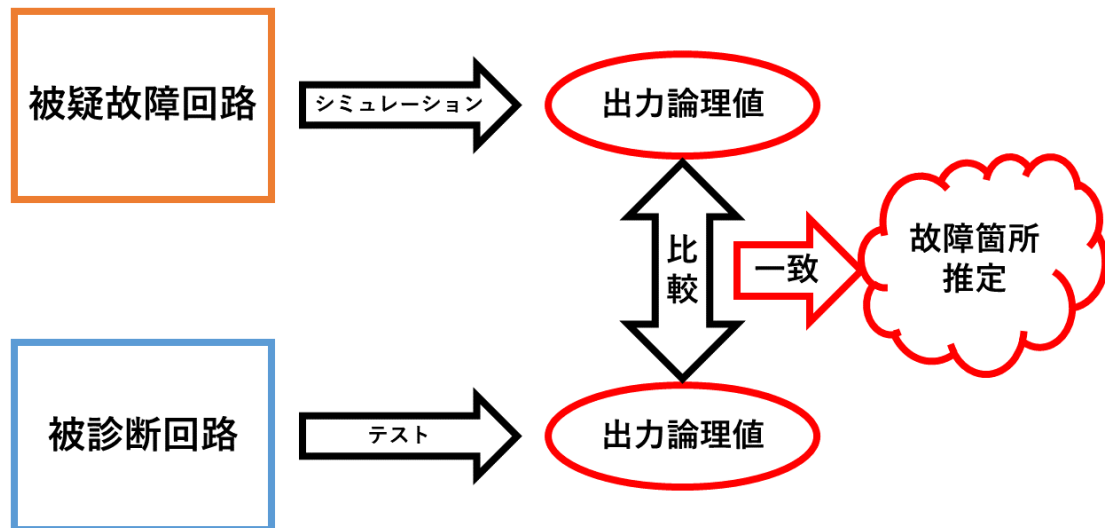 被疑故障回路
シミュレーション
出力論理値
比
較
一致
故障箇所
推定
被診断回路
テスト
出力論理値